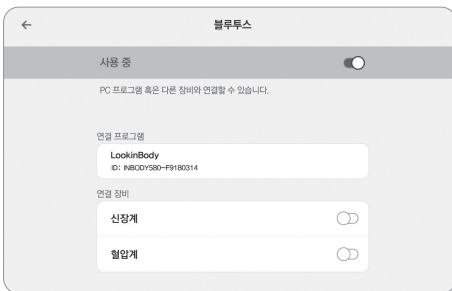 블루투스
사용 중
PC 프로그램 혹은 다른 장비와 연결할 수 있습니다.
연결 프로그램
LookinBody
ID: INBODY580-F9180314
연결 장비
신장계
혈압계